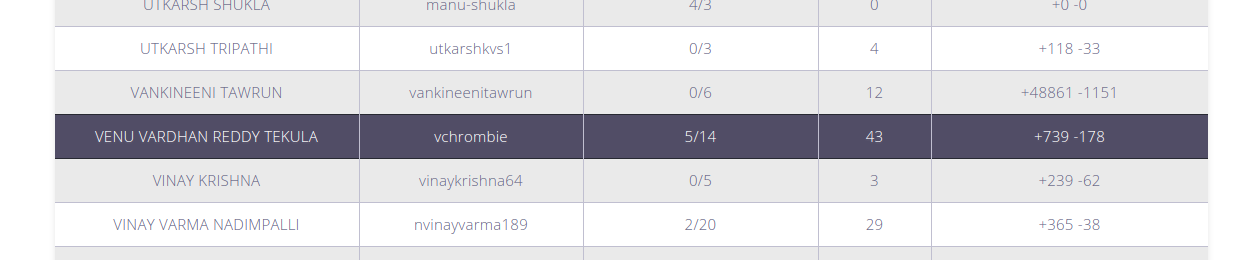 UTKARSH SHUKLA manu-shukla 4/3 0 +0 -0
UTKARSH TRIPATHI utkarshkvs1 0/3 4 +118 -33
VANKINEENI TAWRUN vankineenitawrun 0/6 12 +48861 -1151
VENU VARDHAN REDDY TEKULA vchrombie 5/14 43 +739 -178
VINAY KRISHNA vinaykrishna64 0/5 3 +239 -62
VINAY VARMA NADIMPALLI nvinayvarma189 2/20 29 +365 -38